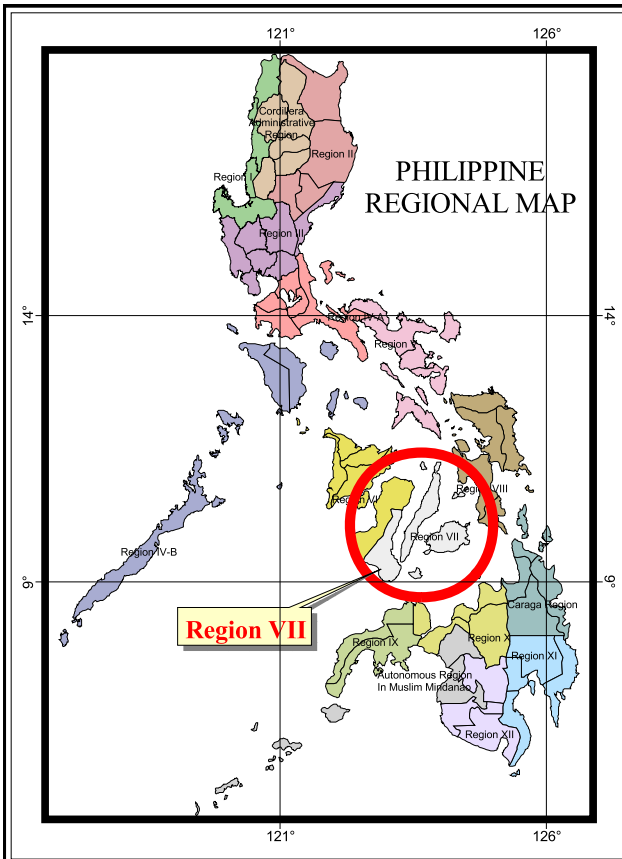 121°
126°
Cordillera
Administrative
Region
Region II
PHILIPPINE
REGIONAL MAP
Region I
Region III
14°
14°
Region IV-A
Region V
Region VI
Region VIII
Region VII
Region IV-B
9°
9°
Caraga Region
Region VII
Region IX
Region X
Region XI
Autonomous Region
In Muslim Mindanao
Region XII
121°
126°